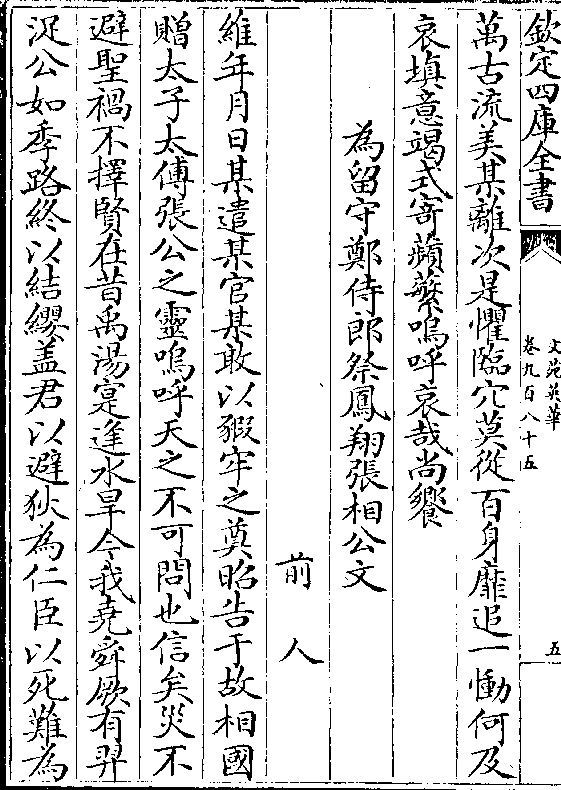 欽定四庫全書
文苑英華
卷九百八十五
五
萬古流美某離次是懼臨穴莫從百身靡追一慟何及
哀塡意竭式寄蘋蘩嗚呼哀哉尚饗
為留守鄭侍郎祭鳳翔張相公文
前人
維年月日某遣某官某敢以豭牢之奠昭告于故相國
贈太子太傅張公之靈嗚呼天之不可問也信矣災不
避聖禍不擇賢在昔禹湯寔逢水旱今我堯舜厥有羿
浞公如季路終以結纓盖君以避狄為仁臣以死難為